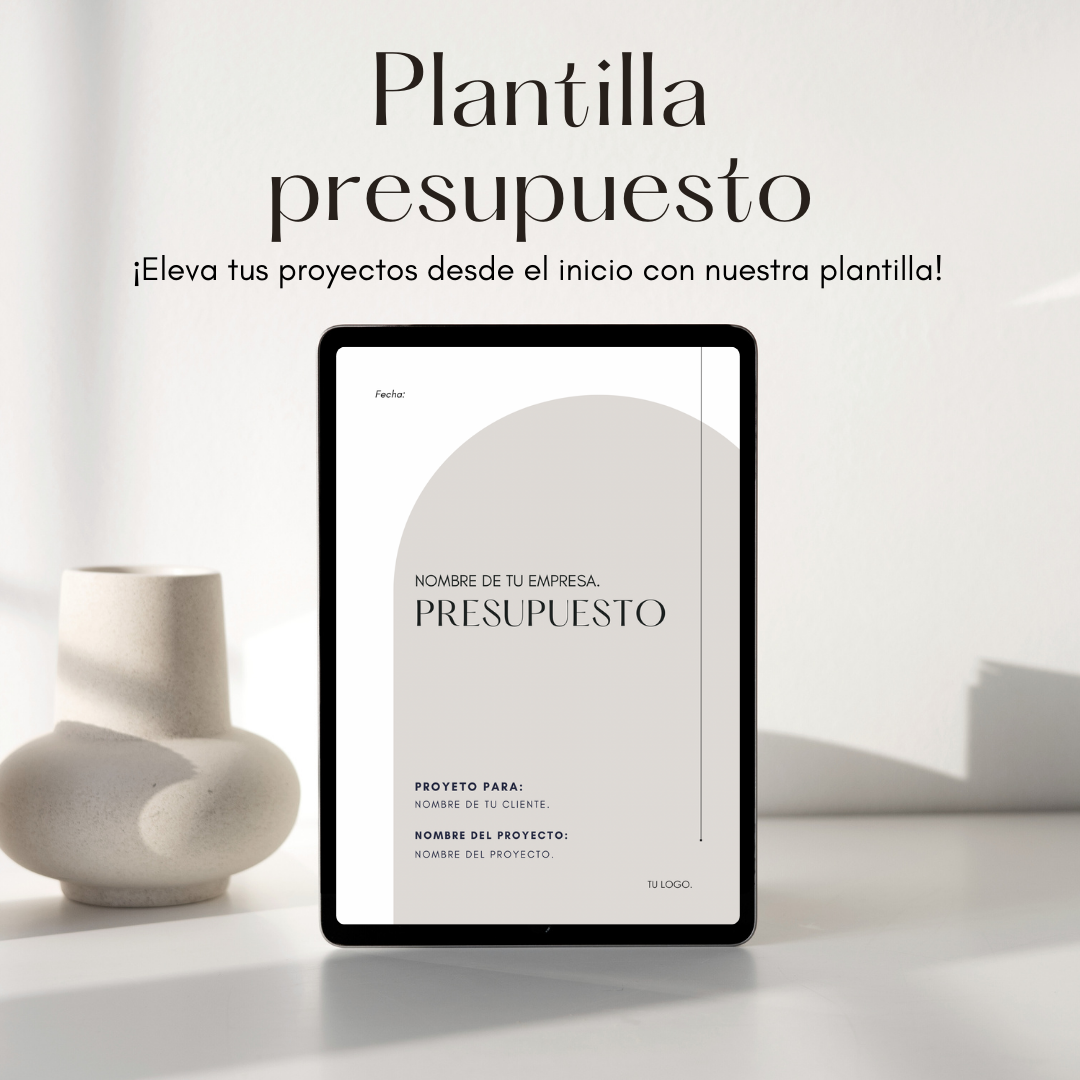 Plantilla
presupuesto
¡Eleva tus proyectos desde el inicio con nuestra plantilla!
Fecha:
NOMBRE DE TU EMPRESA.
PRESUPUESTO
PROYETO PARA:
NOMBRE DE TU CLIENTE.
NOMBRE DEL PROYECTO:
NOMBRE DEL PROYECTO.
TU LOGO.